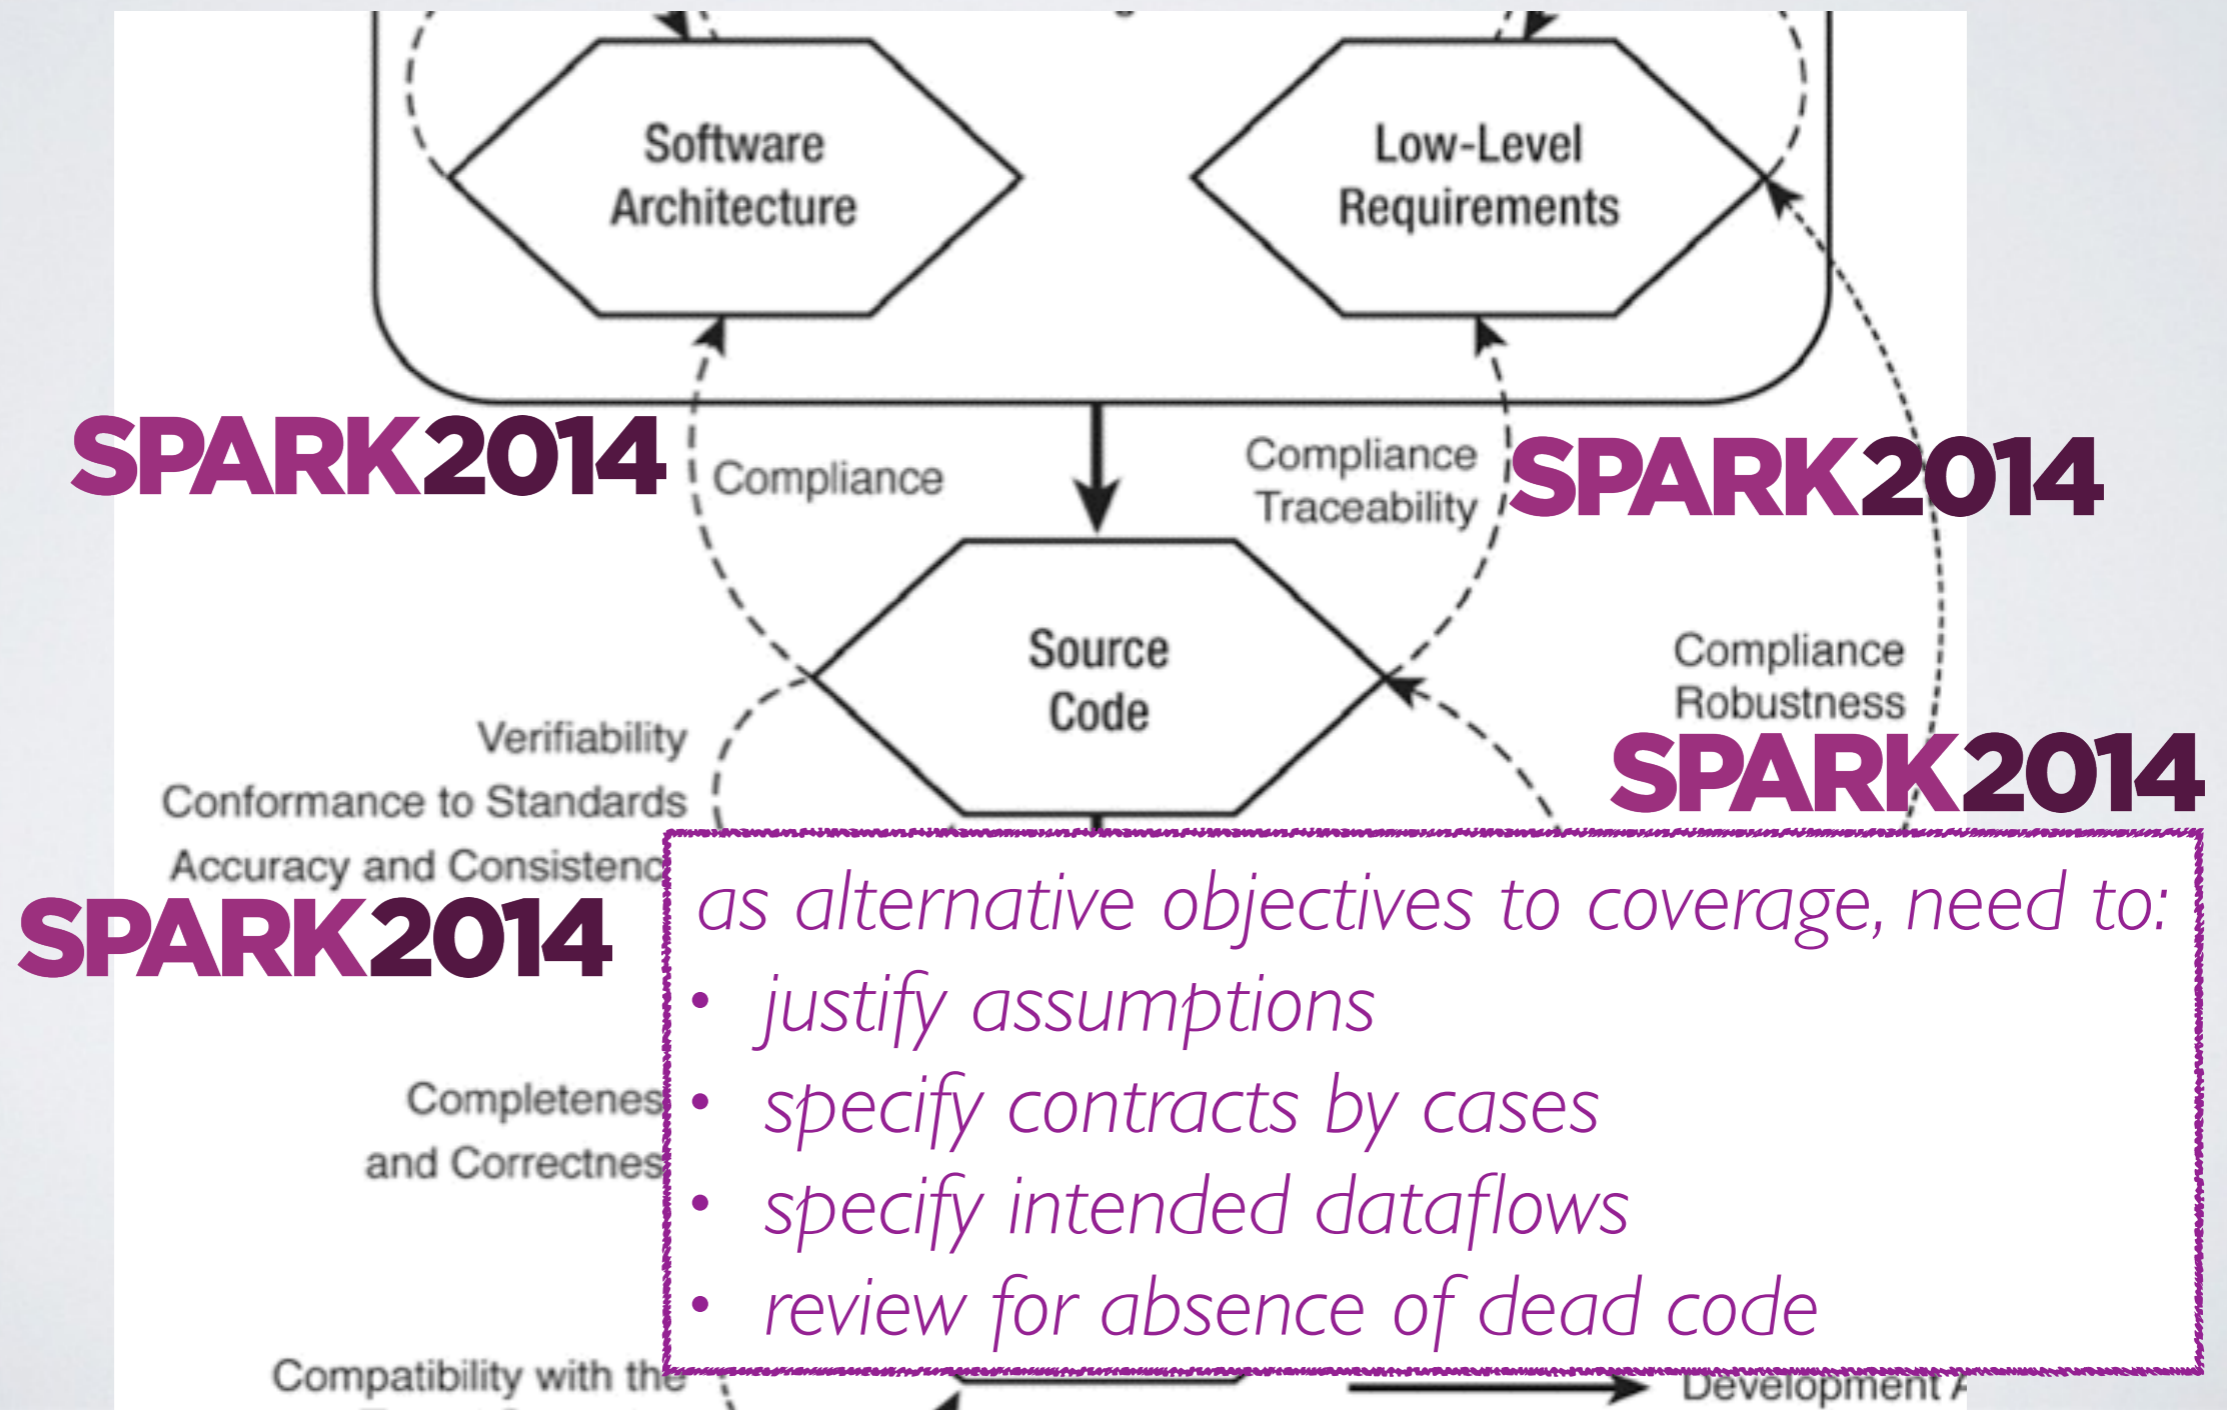 Software
Architecture
Low-Level
Requirements
SPARK2014
Compliance
Compliance
Traceability
SPARK2014
Source
Code
Compliance
Robustness
SPARK2014
Verifiability
Conformance to Standards
Accuracy and Consistenc
SPARK2014
as alternative objectives to coverage, need to:
• justify assumptions
• specify contracts by cases
• specify intended dataflows
• review for absence of dead code
Completenes
and Correctnes
Compatibility with the
Development A